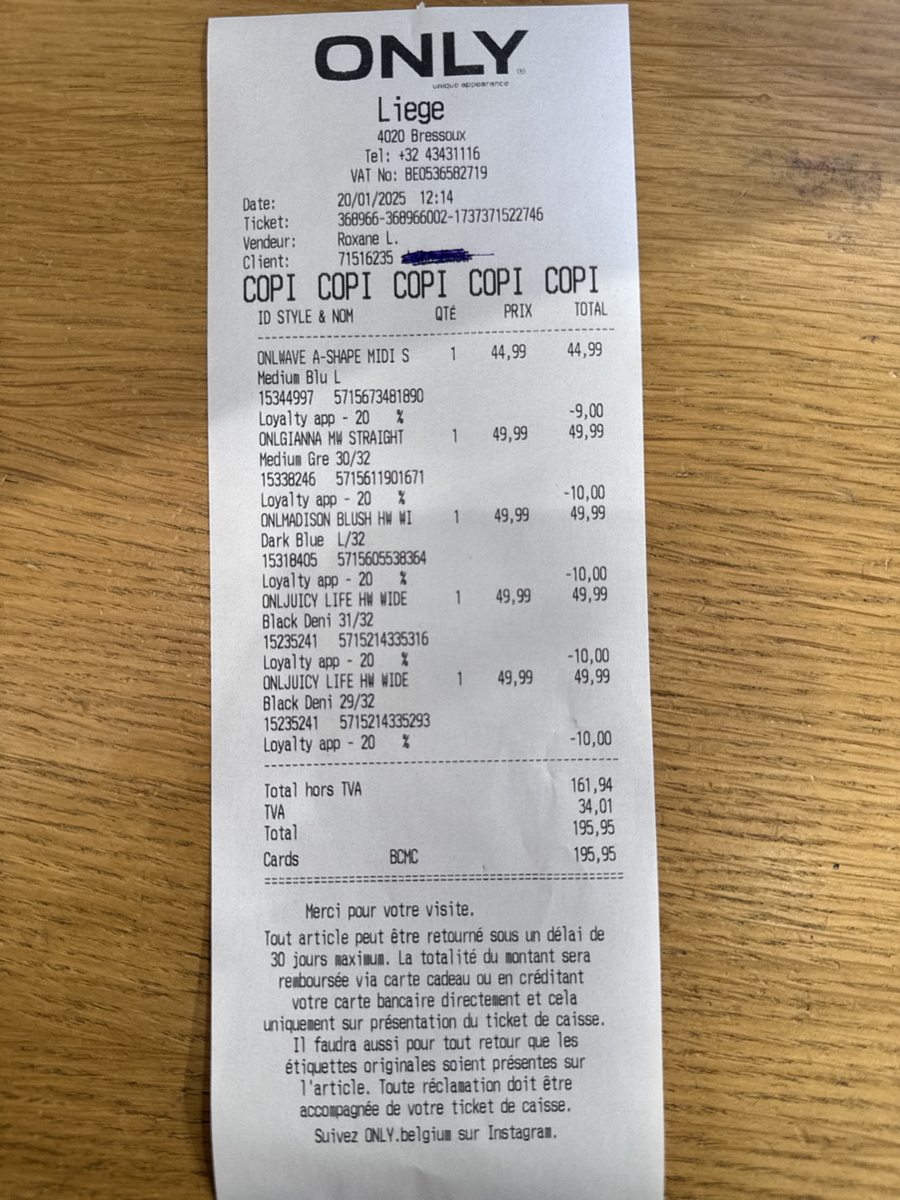 ONLY
unique appearance
Liege
4020 Bressoux
Tel: +32 43431116
VAT No: BE0536582719
Date: 20/01/2025 12:14
Ticket: 368966-368966002-1737371522746
Vendeur: Roxane L.
Client: 71516235
COPI COPI COPI COPI COPI
ID STYLE & NOM QTÉ PRIX TOTAL
ONLWAVE A-SHAPE MIDI S 1 44,99 44,99
Medium Blu L
15344997 5715673481890
Loyalty app - 20 % -9,00
ONLGIANNA MW STRAIGHT 1 49,99 49,99
Medium Gre 30/32
15338246 5715611901671
Loyalty app - 20 % -10,00
ONLMADISON BLUSH HW WI 1 49,99 49,99
Dark Blue L/32
15318405 5715605538364
Loyalty app - 20 % -10,00
ONLJUICY LIFE HW WIDE 1 49,99 49,99
Black Deni 31/32
15235241 5715214335316
Loyalty app - 20 % -10,00
ONLJUICY LIFE HW WIDE 1 49,99 49,99
Black Deni 29/32
15235241 5715214335293
Loyalty app - 20 % -10,00
Total hors TVA 161,94
TVA 34,01
Total 195,95
Cards BCMC 195,95
Merci pour votre visite.
Tout article peut être retourné sous un délai de
30 jours maximum. La totalité du montant sera
remboursée via carte cadeau ou en créditant
votre carte bancaire directement et cela
uniquement sur présentation du ticket de caisse.
Il faudra aussi pour tout retour que les
étiquettes originales soient présentes sur
l'article. Toute réclamation doit être
accompagnée de votre ticket de caisse.
Suivez ONLY.belgium sur Instagram.